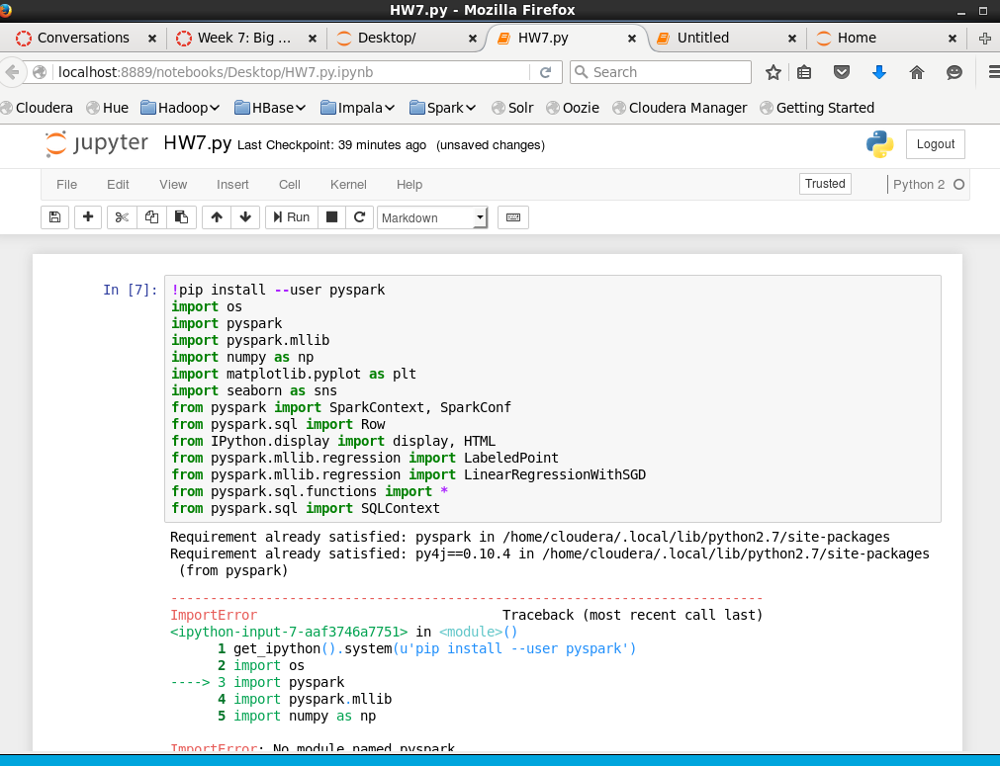 HW7.py - Mozilla Firefox
Conversations × Week 7: Big ... × Desktop/ × HW7.py × Untitled × Home ×
localhost:8889/notebooks/Desktop/HW7.py.ipynb Search
Cloudera Hue Hadoop HBase Impala Spark Solr Oozie Cloudera Manager Getting Started
jupyter HW7.py Last Checkpoint: 39 minutes ago (unsaved changes) Logout
File Edit View Insert Cell Kernel Help Trusted Python 2
Run Markdown
In [7]: !pip install --user pyspark
import os
import pyspark
import pyspark.mllib
import numpy as np
import matplotlib.pyplot as plt
import seaborn as sns
from pyspark import SparkContext, SparkConf
from pyspark.sql import Row
from IPython.display import display, HTML
from pyspark.mllib.regression import LabeledPoint
from pyspark.mllib.regression import LinearRegressionWithSGD
from pyspark.sql.functions import *
from pyspark.sql import SQLContext
Requirement already satisfied: pyspark in /home/cloudera/.local/lib/python2.7/site-packages
Requirement already satisfied: py4j==0.10.4 in /home/cloudera/.local/lib/python2.7/site-packages
(from pyspark)
---------------------------------------------------------------------------
ImportError Traceback (most recent call last)
<ipython-input-7-aaf3746a7751> in <module>()
1 get_ipython().system(u'pip install --user pyspark')
2 import os
----> 3 import pyspark
4 import pyspark.mllib
5 import numpy as np
ImportError: No module named pyspark